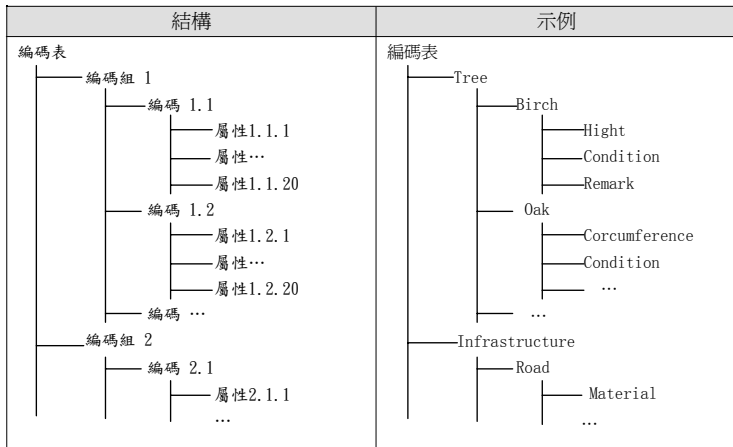 結構
編碼表
編碼組 1
編碼 1.1
屬性1.1.1
屬性…
屬性1.1.20
編碼 1.2
屬性1.2.1
屬性…
屬性1.2.20
編碼 …
編碼組 2
編碼 2.1
屬性2.1.1
…
示例
編碼表
Tree
Birch
Hight
Condition
Remark
Oak
Corcumference
Condition
…
…
Infrastructure
Road
Material
…